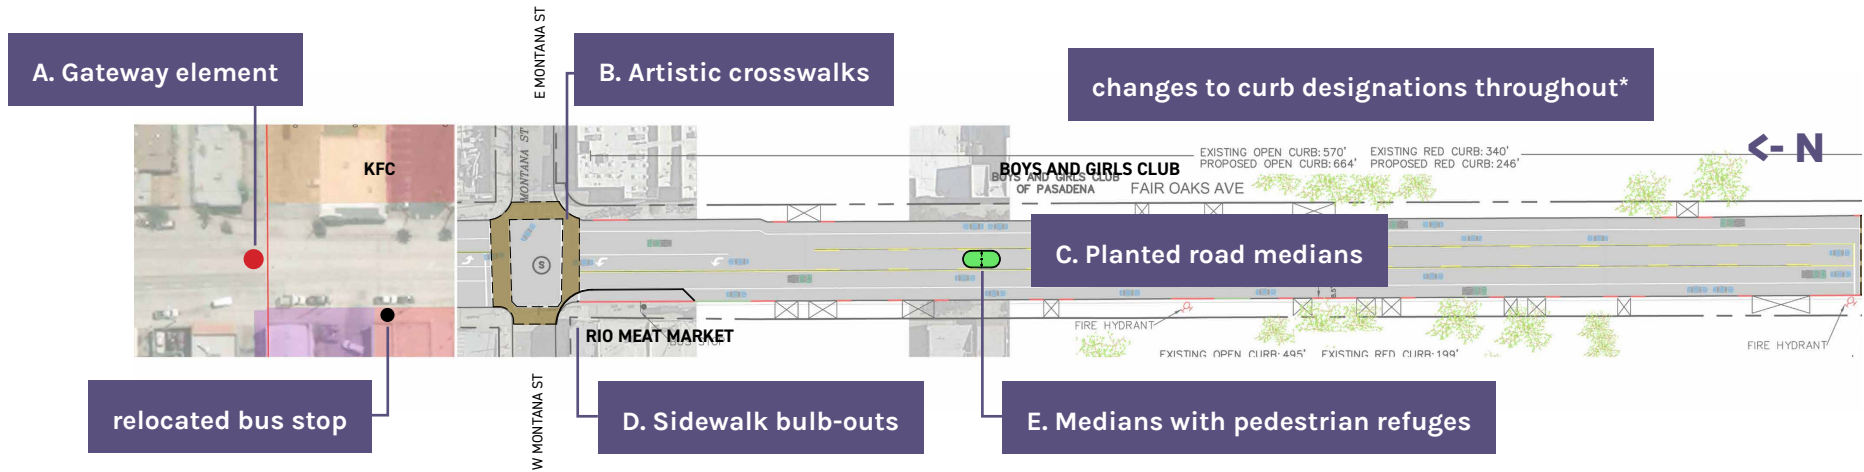 E MONTANA ST
A. Gateway element
B. Artistic crosswalks
changes to curb designations throughout*
<- N
EXISTING OPEN CURB: 570' EXISTING RED CURB: 340'
PROPOSED OPEN CURB: 664' PROPOSED RED CURB: 246'
KFC
MONTANA ST
BOYS AND GIRLS CLUB
BOYS AND GIRLS CLUB
OF PASADENA
FAIR OAKS AVE
C. Planted road medians
S
RIO MEAT MARKET
BUS STOP
FIRE HYDRANT
FIRE HYDRANT
EXISTING OPEN CURB: 495' EXISTING RED CURB: 199'
relocated bus stop
W MONTANA ST
D. Sidewalk bulb-outs
E. Medians with pedestrian refuges